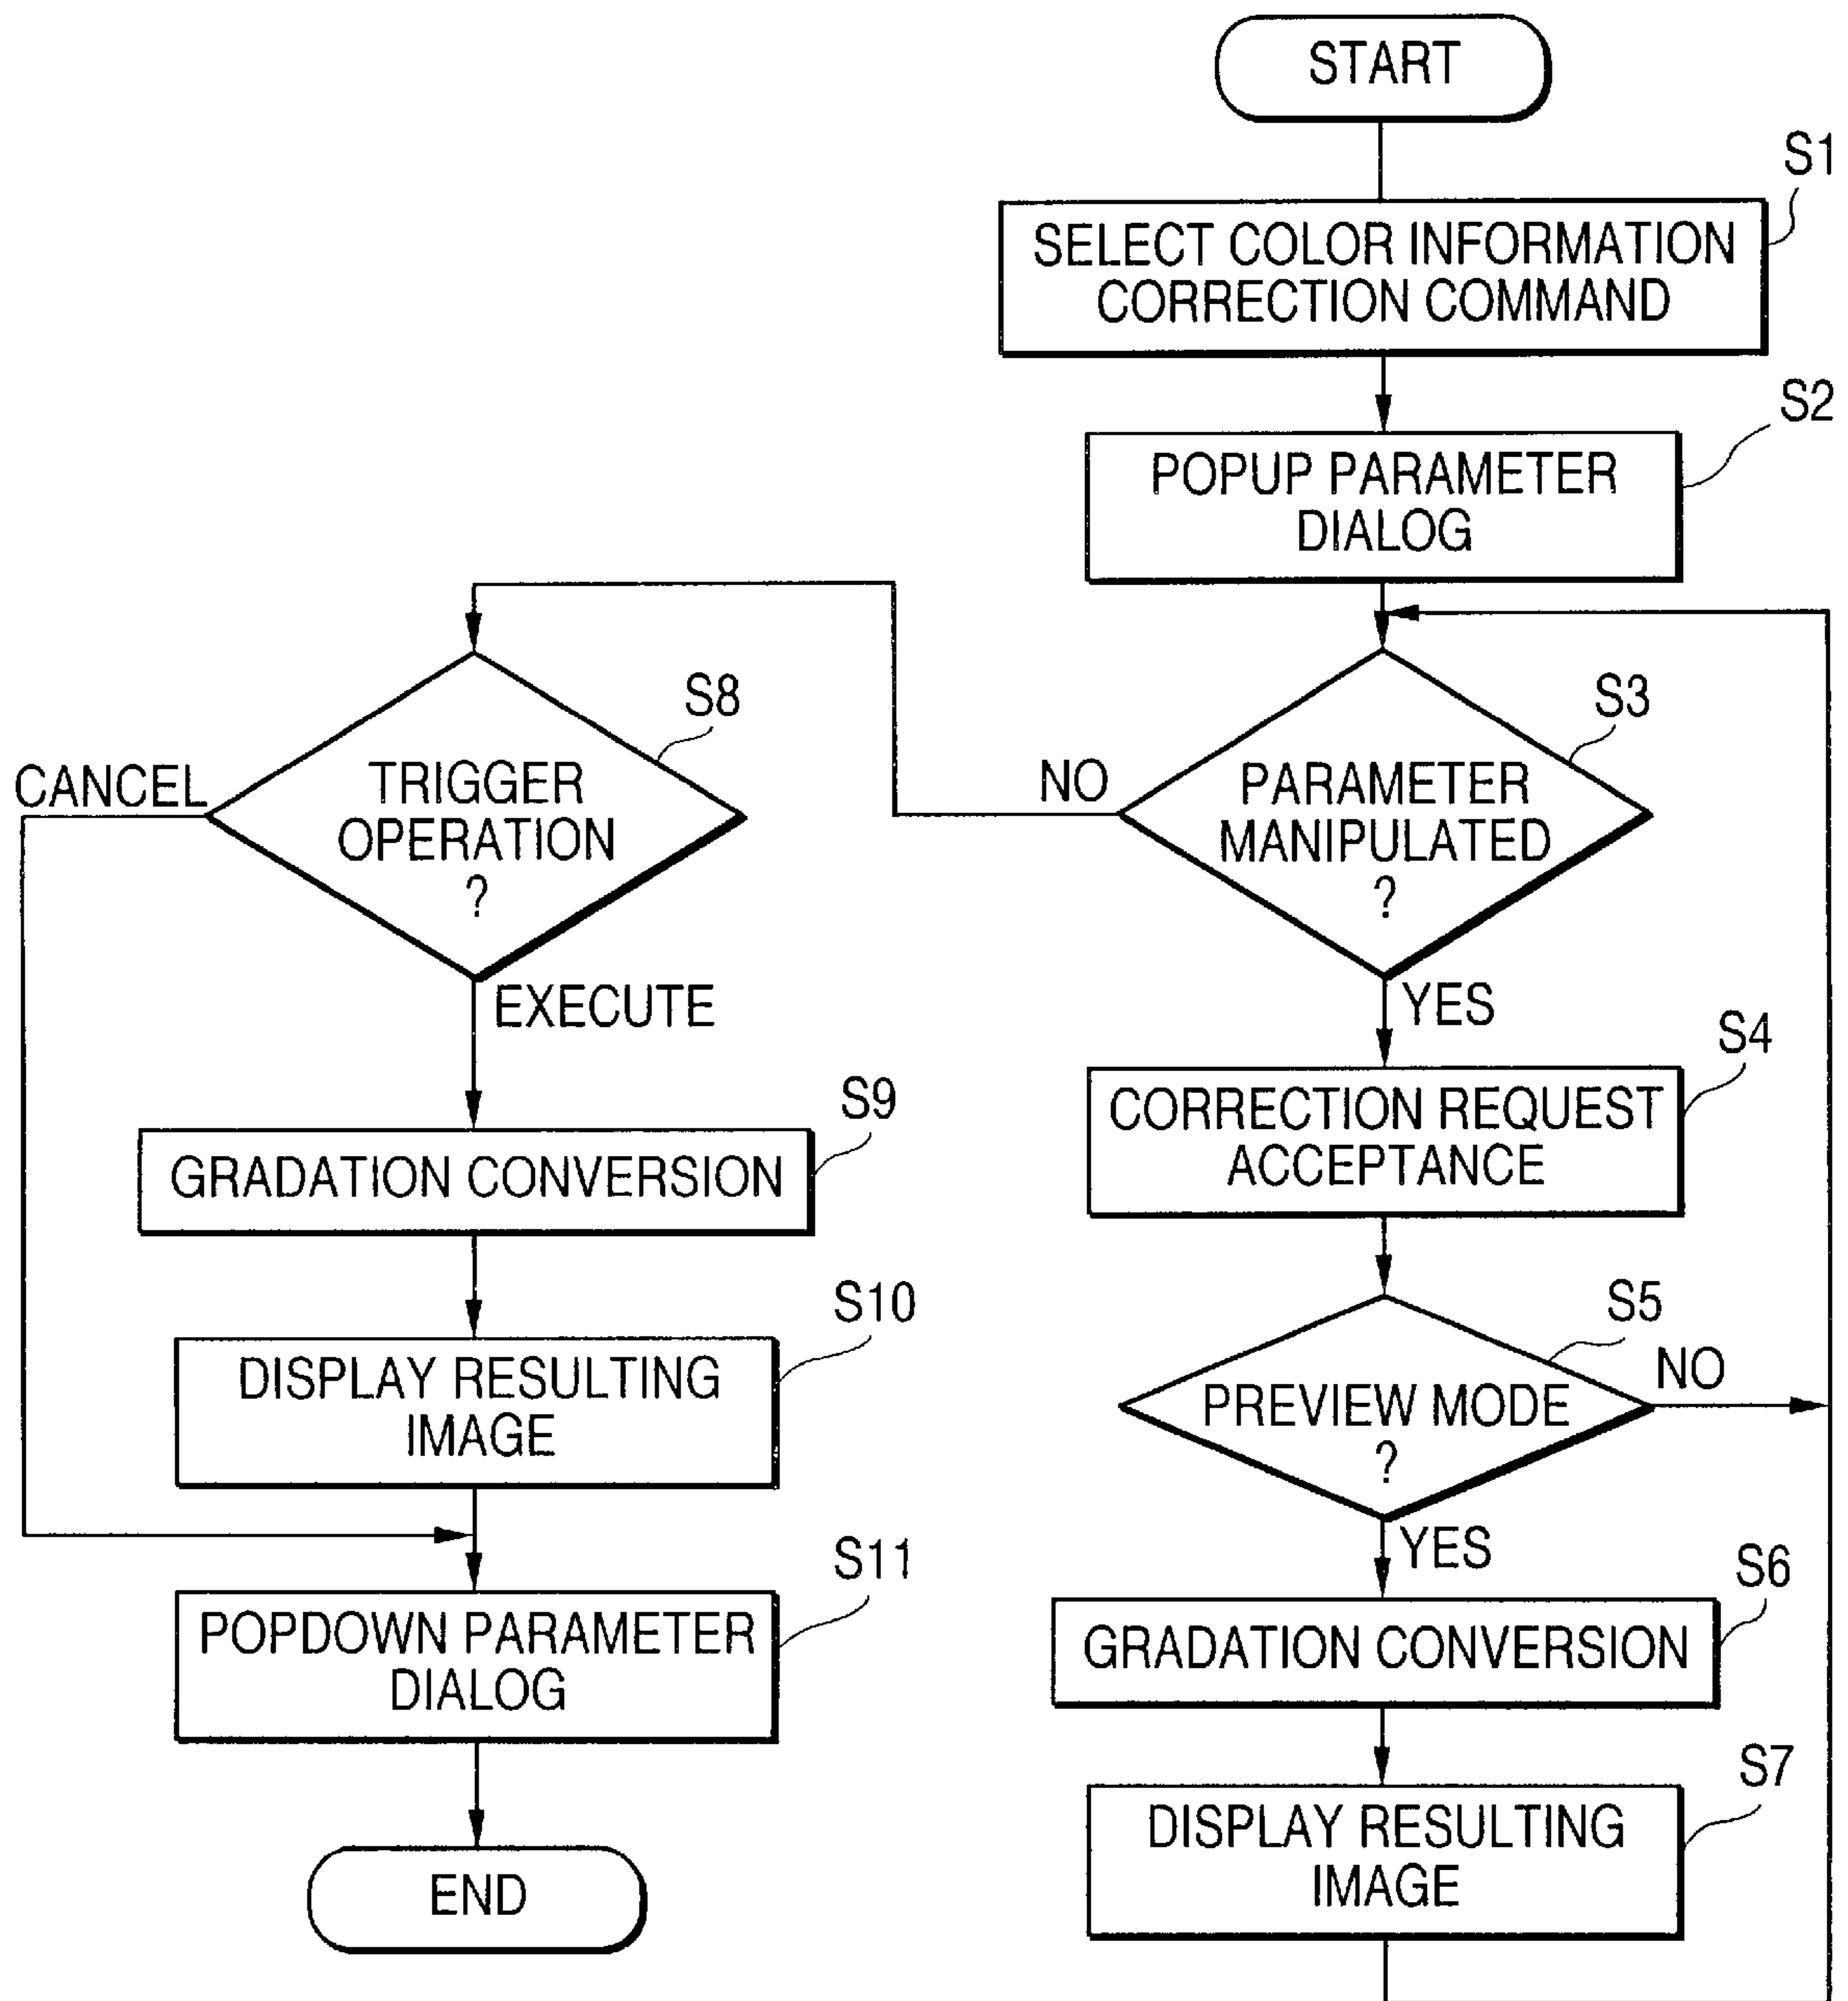 START
S1
SELECT COLOR INFORMATION
CORRECTION COMMAND
S2
POPUP PARAMETER
DIALOG
S3
PARAMETER
MANIPULATED
?
NO
YES
S4
CORRECTION REQUEST
ACCEPTANCE
S5
PREVIEW MODE
?
NO
YES
S6
GRADATION CONVERSION
S7
DISPLAY RESULTING
IMAGE
S8
TRIGGER
OPERATION
?
CANCEL
EXECUTE
S9
GRADATION CONVERSION
S10
DISPLAY RESULTING
IMAGE
S11
POPDOWN PARAMETER
DIALOG
END